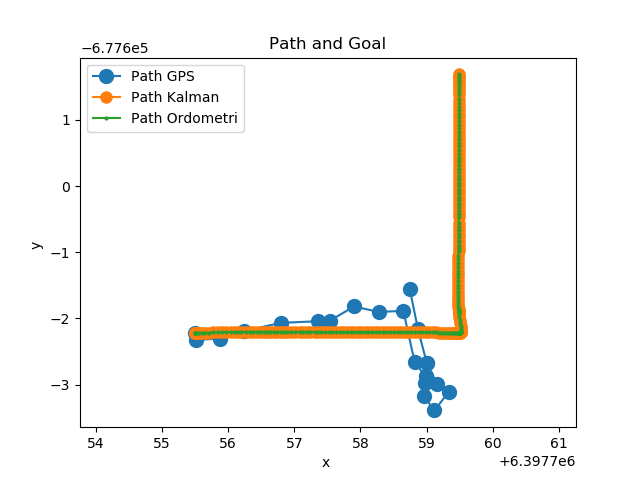 Path and Goal
−6.776e5
Path GPS
Path Kalman
Path Ordometri
1
0
−1
−2
−3
y
54 55 56 57 58 59 60 61
x
+6.3977e6